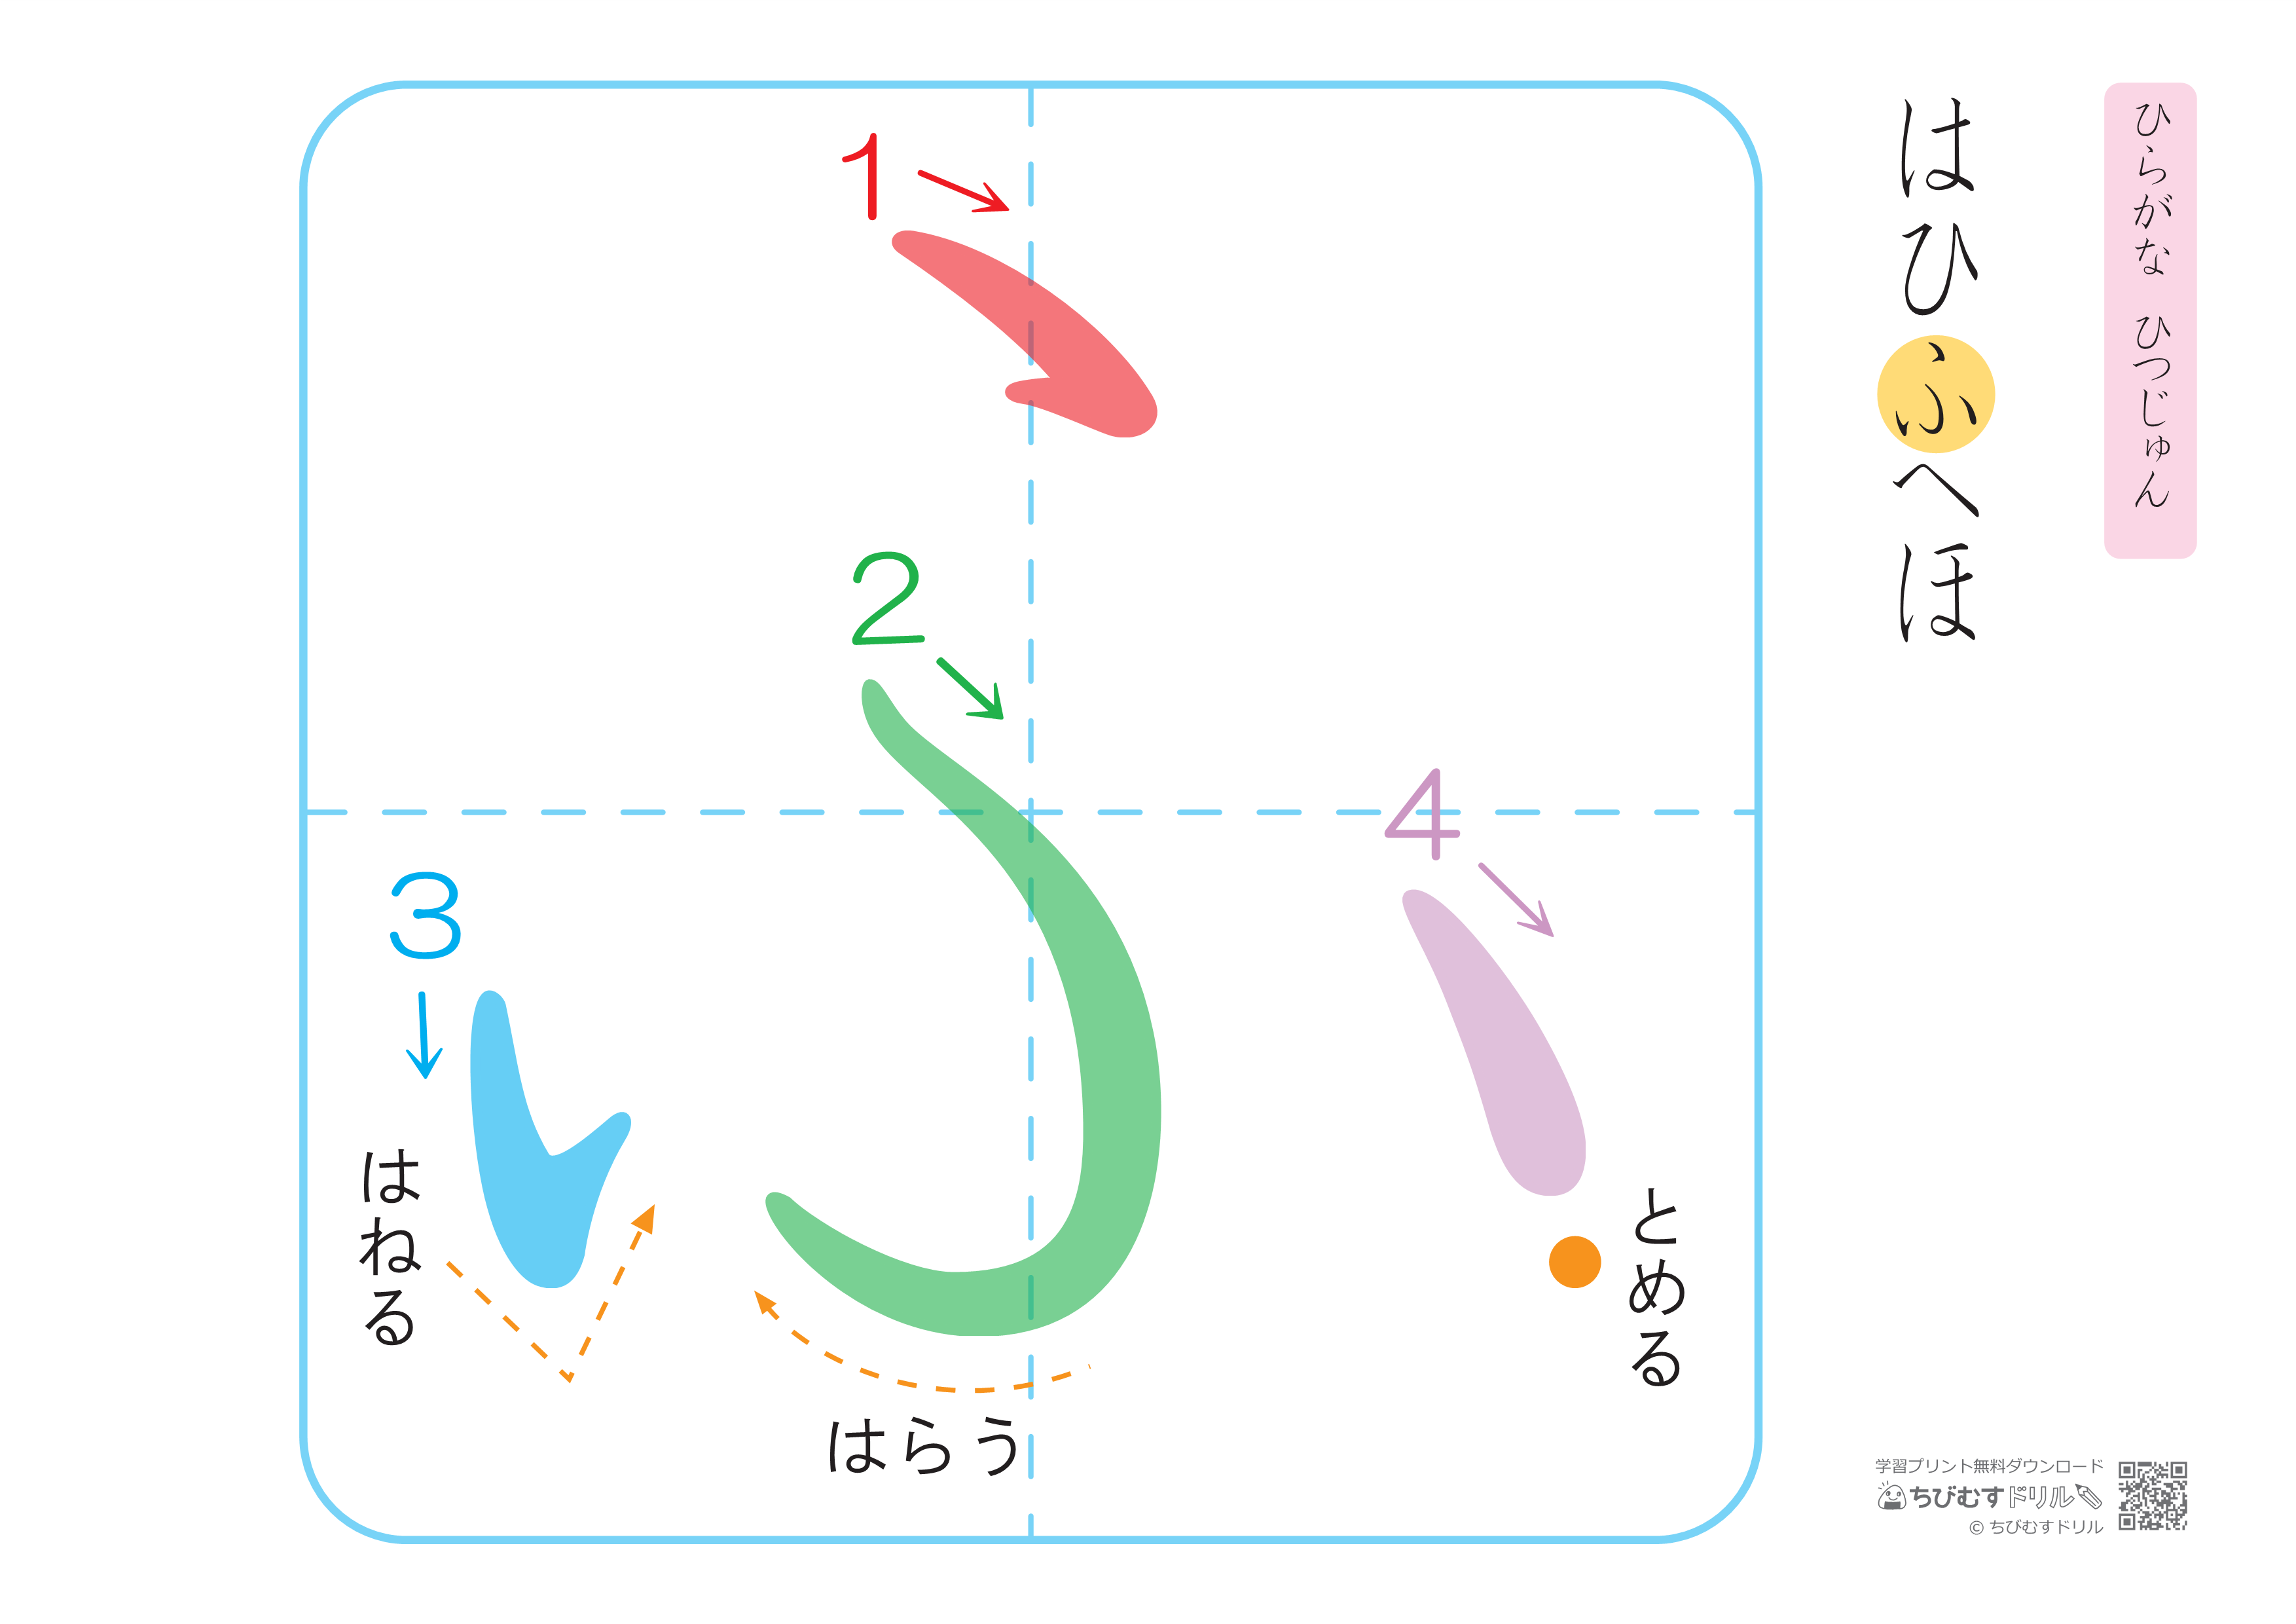 ひらがな ひつじゅん
はひふへほ
1
2
3
4
ふ
はねる
はらう
とめる
学習プリント無料ダウンロード
ちびむすドリル
© ちびむすドリル